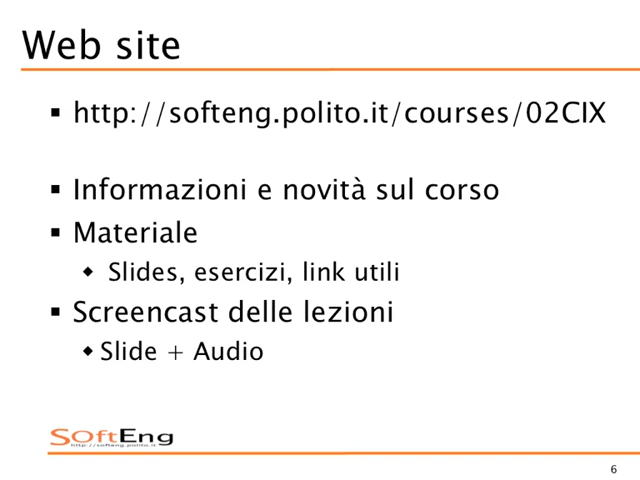 Web site
▪ http://softeng.polito.it/courses/02CIX
▪ Informazioni e novità sul corso
▪ Materiale
◆ Slides, esercizi, link utili
▪ Screencast delle lezioni
◆ Slide + Audio
SOftEng
http://softeng.polito.it
6